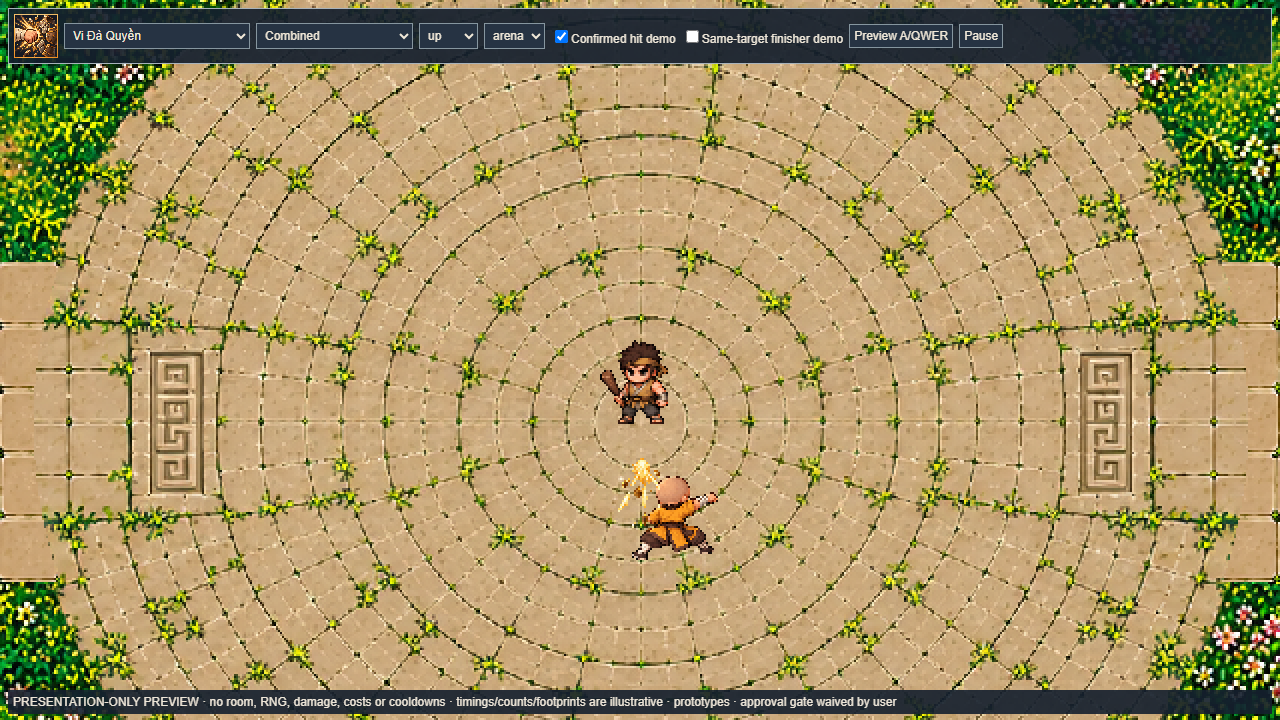 Vi Đà Quyền Combined up arena Confirmed hit demo Same-target finisher demo Preview A/QWER Pause
PRESENTATION-ONLY PREVIEW · no room, RNG, damage, costs or cooldowns · timings/counts/footprints are illustrative · prototypes · approval gate waived by user